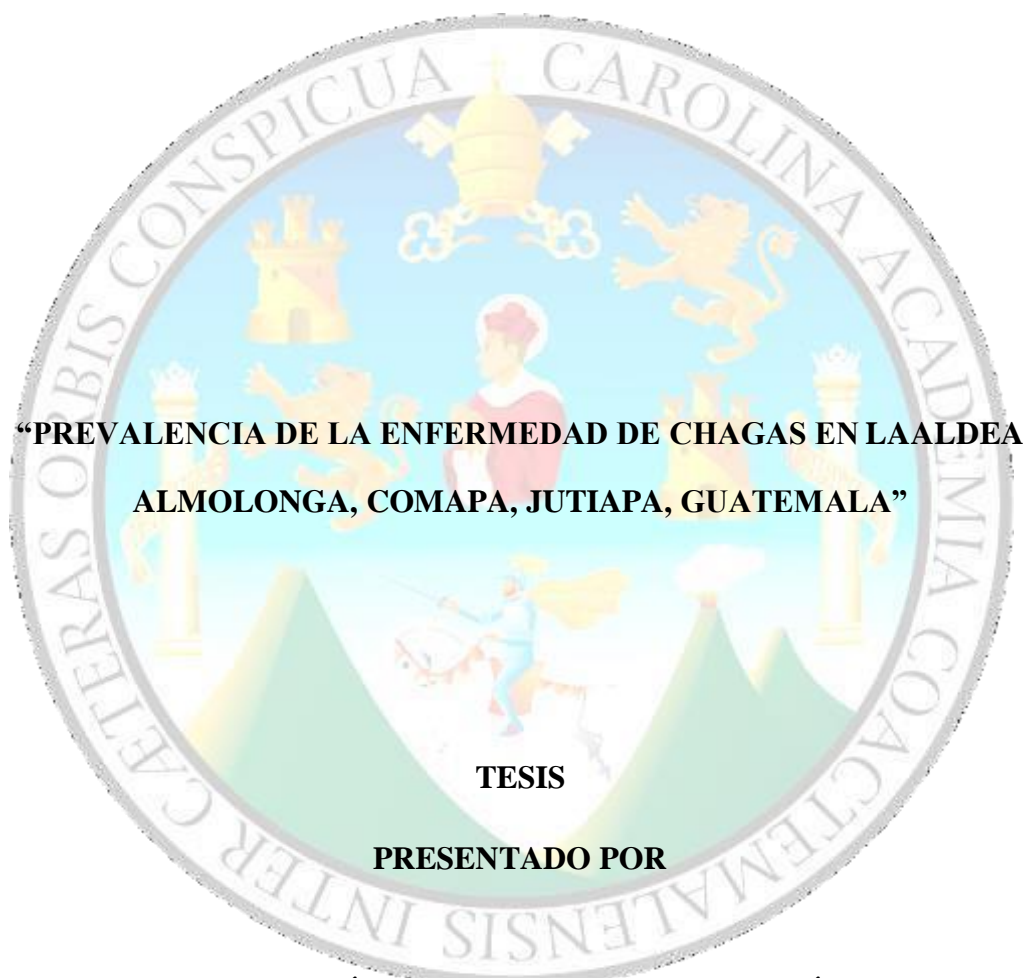 CAROLINA ACADEMIA COACTEMALENSIS INTER CAETERAS ORBIS CONSPICUA
“PREVALENCIA DE LA ENFERMEDAD DE CHAGAS EN LAALDEA
ALMOLONGA, COMAPA, JUTIAPA, GUATEMALA”
TESIS
PRESENTADO POR